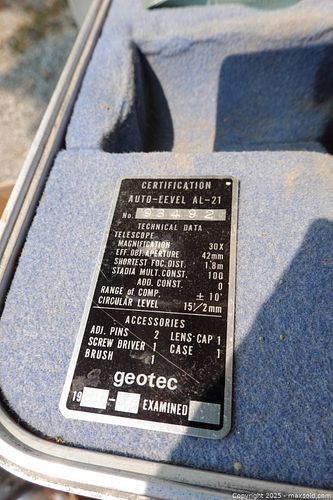 CERTIFICATION
AUTO-LEVEL AL-21
No. 93492
TECHNICAL DATA
TELESCOPE
MAGNIFICATION 30X
EFF. OBJ. APERTURE 42mm
SHORTEST FOC. DIST. 1.8m
STADIA MULT. CONST. 100
ADD. CONST. 0
RANGE of COMP. ± 10'
CIRCULAR LEVEL 15'/2mm
ACCESSORIES
ADJ. PINS 2 LENS CAP 1
SCREW DRIVER 1 CASE 1
BRUSH 1
geotec
19 - EXAMINED
Copyright 2025 - maxsold.com